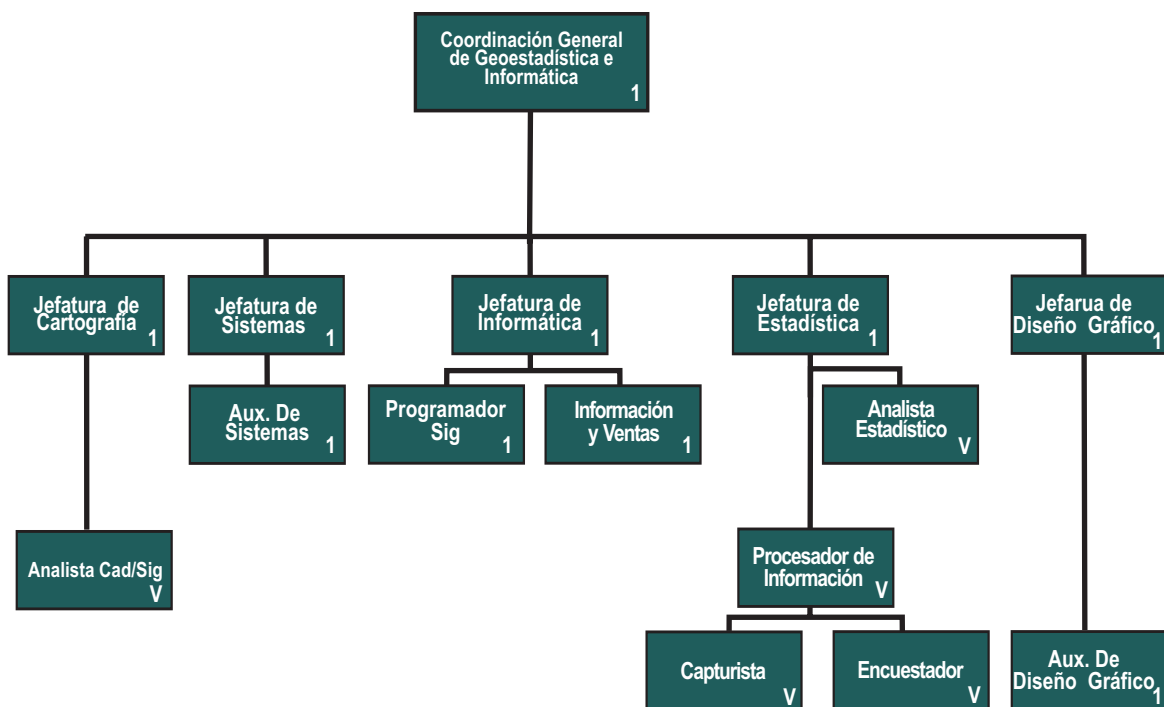 Coordinación General
de Geoestadística e
Informática
1
Jefatura de
Cartografía
1
Jefatura de
Sistemas
1
Jefatura de
Informática
1
Jefatura de
Estadística
1
Jefarua de
Diseño Gráfico
1
Aux. De
Sistemas
1
Programador
Sig
1
Información
y Ventas
1
Analista
Estadístico
V
Analista Cad/Sig
V
Procesador de
Información
V
Capturista
V
Encuestador
V
Aux. De
Diseño Gráfico
1